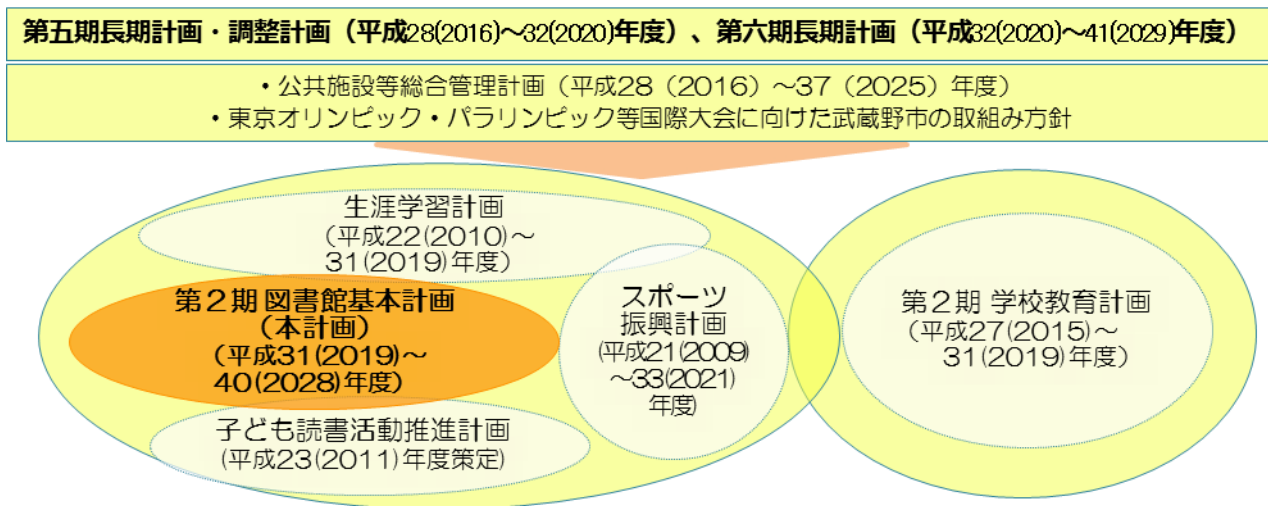 第五期長期計画・調整計画（平成28(2016)～32(2020)年度）、第六期長期計画（平成32(2020)～41(2029)年度）
・公共施設等総合管理計画（平成28（2016）～37（2025）年度）
・東京オリンピック・パラリンピック等国際大会に向けた武蔵野市の取組み方針
生涯学習計画
（平成22(2010)～
31(2019)年度）
第２期 図書館基本計画
（本計画）
（平成31(2019)～
40(2028)年度）
子ども読書活動推進計画
(平成23(2011)年度策定)
スポーツ
振興計画
(平成21(2009)
～33(2021)
年度)
第２期 学校教育計画
（平成27(2015)～
31(2019)年度）